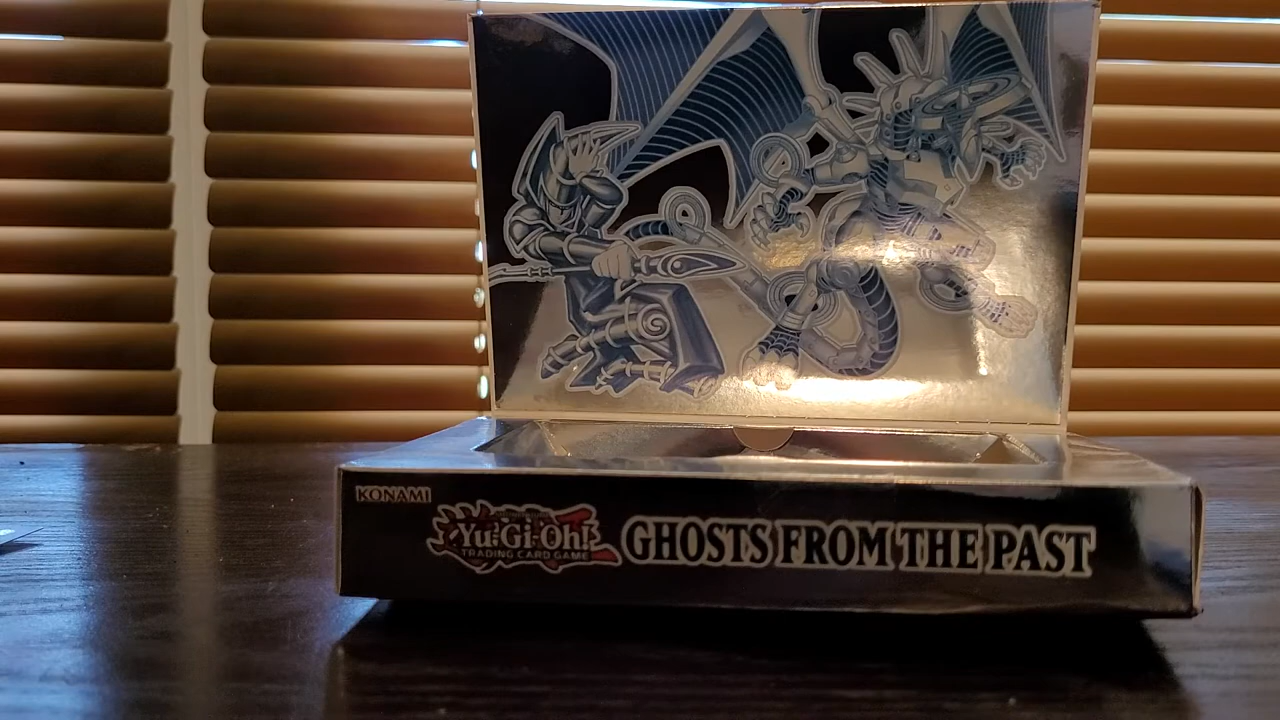 KONAMI
Yu-Gi-Oh!
TRADING CARD GAME
GHOSTS FROM THE PAST